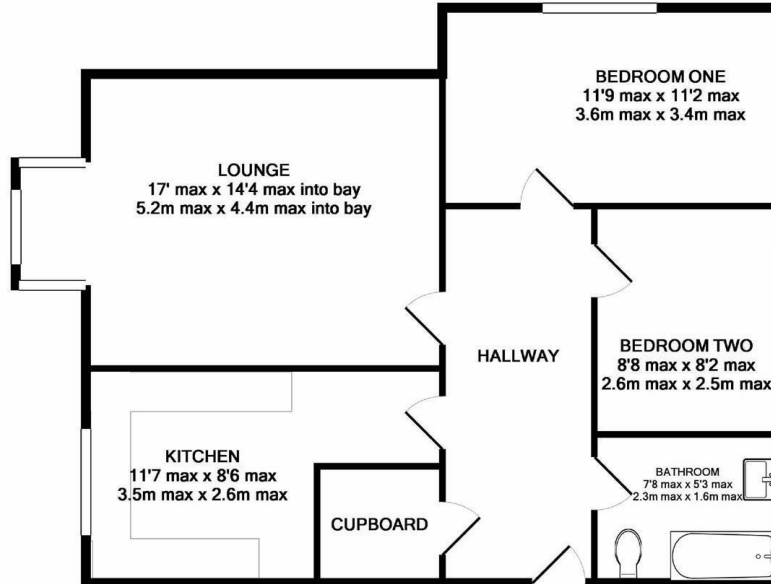 BEDROOM ONE
11'9 max x 11'2 max
3.6m max x 3.4m max
LOUNGE
17' max x 14'4 max into bay
5.2m max x 4.4m max into bay
HALLWAY
BEDROOM TWO
8'8 max x 8'2 max
2.6m max x 2.5m max
KITCHEN
11'7 max x 8'6 max
3.5m max x 2.6m max
CUPBOARD
BATHROOM
7'8 max x 5'3 max
2.3m max x 1.6m max